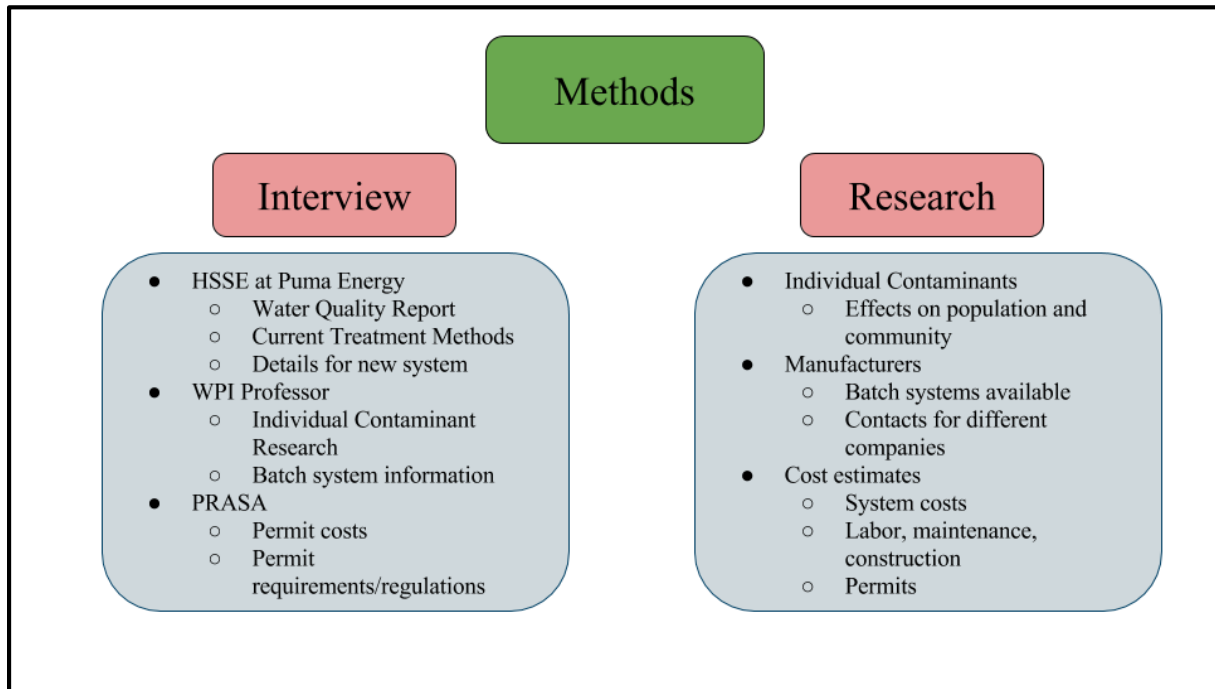 Methods
Interview
● HSSE at Puma Energy
○ Water Quality Report
○ Current Treatment Methods
○ Details for new system
● WPI Professor
○ Individual Contaminant
Research
○ Batch system information
● PRASA
○ Permit costs
○ Permit
requirements/regulations
Research
● Individual Contaminants
○ Effects on population and
community
● Manufacturers
○ Batch systems available
○ Contacts for different
companies
● Cost estimates
○ System costs
○ Labor, maintenance,
construction
○ Permits